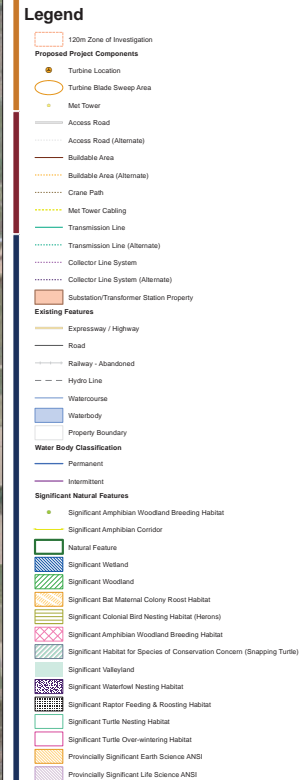 Legend
120m Zone of Investigation
Proposed Project Components
Turbine Location
Turbine Blade Sweep Area
Met Tower
Access Road
Access Road (Alternate)
Buildable Area
Buildable Area (Alternate)
Crane Path
Met Tower Cabling
Transmission Line
Transmission Line (Alternate)
Collector Line System
Collector Line System (Alternate)
Substation/Transformer Station Property
Existing Features
Expressway / Highway
Road
Railway - Abandoned
Hydro Line
Watercourse
Waterbody
Property Boundary
Water Body Classification
Permanent
Intermittent
Significant Natural Features
Significant Amphibian Woodland Breeding Habitat
Significant Amphibian Corridor
Natural Feature
Significant Wetland
Significant Woodland
Significant Bat Maternal Colony Roost Habitat
Significant Colonial Bird Nesting Habitat (Herons)
Significant Amphibian Woodland Breeding Habitat
Significant Habitat for Species of Conservation Concern (Snapping Turtle)
Significant Valleyland
Significant Waterfowl Nesting Habitat
Significant Raptor Feeding & Roosting Habitat
Significant Turtle Nesting Habitat
Significant Turtle Over-wintering Habitat
Provincially Significant Earth Science ANSI
Provincially Significant Life Science ANSI